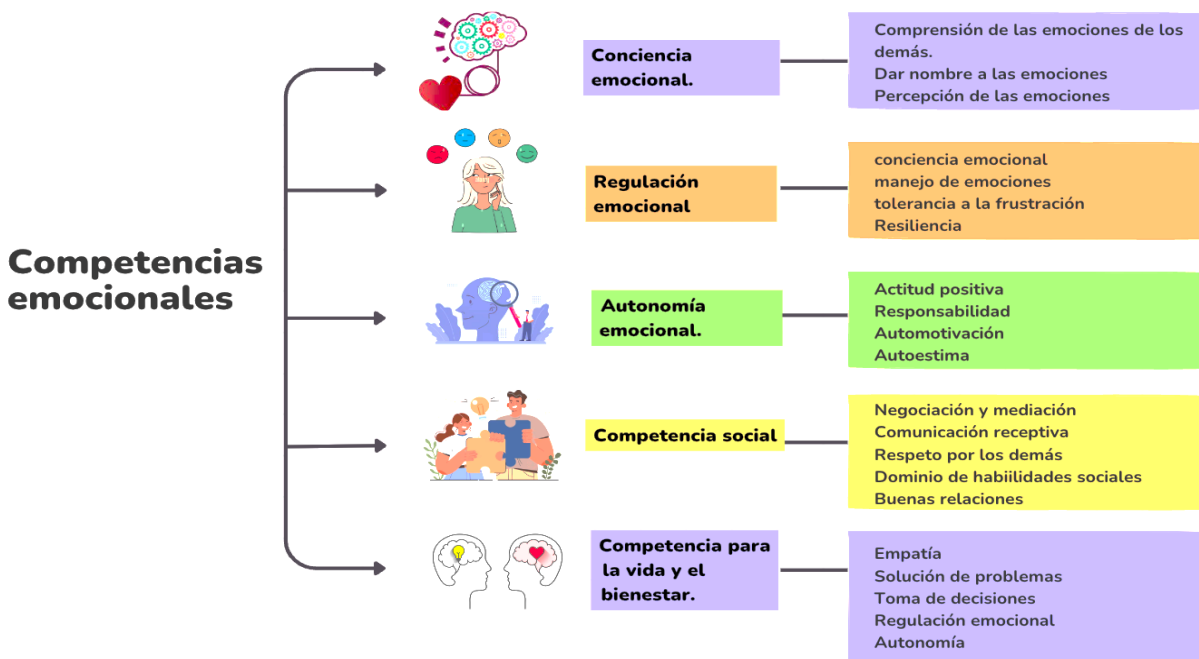 Competencias
emocionales
Conciencia
emocional.
Comprensión de las emociones de los
demás.
Dar nombre a las emociones
Percepción de las emociones
Regulación
emocional
conciencia emocional
manejo de emociones
tolerancia a la frustración
Resiliencia
Autonomía
emocional.
Actitud positiva
Responsabilidad
Automotivación
Autoestima
Competencia social
Negociación y mediación
Comunicación receptiva
Respeto por los demás
Dominio de habiilidades sociales
Buenas relaciones
Competencia para
la vida y el
bienestar.
Empatía
Solución de problemas
Toma de decisiones
Regulación emocional
Autonomía